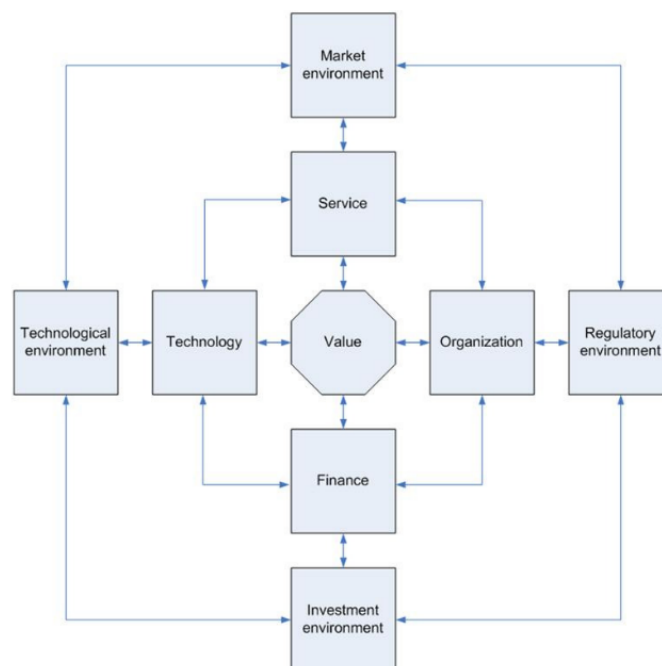 Market
environment
Service
Technological
environment
Technology
Value
Organization
Regulatory
environment
Finance
Investment
environment